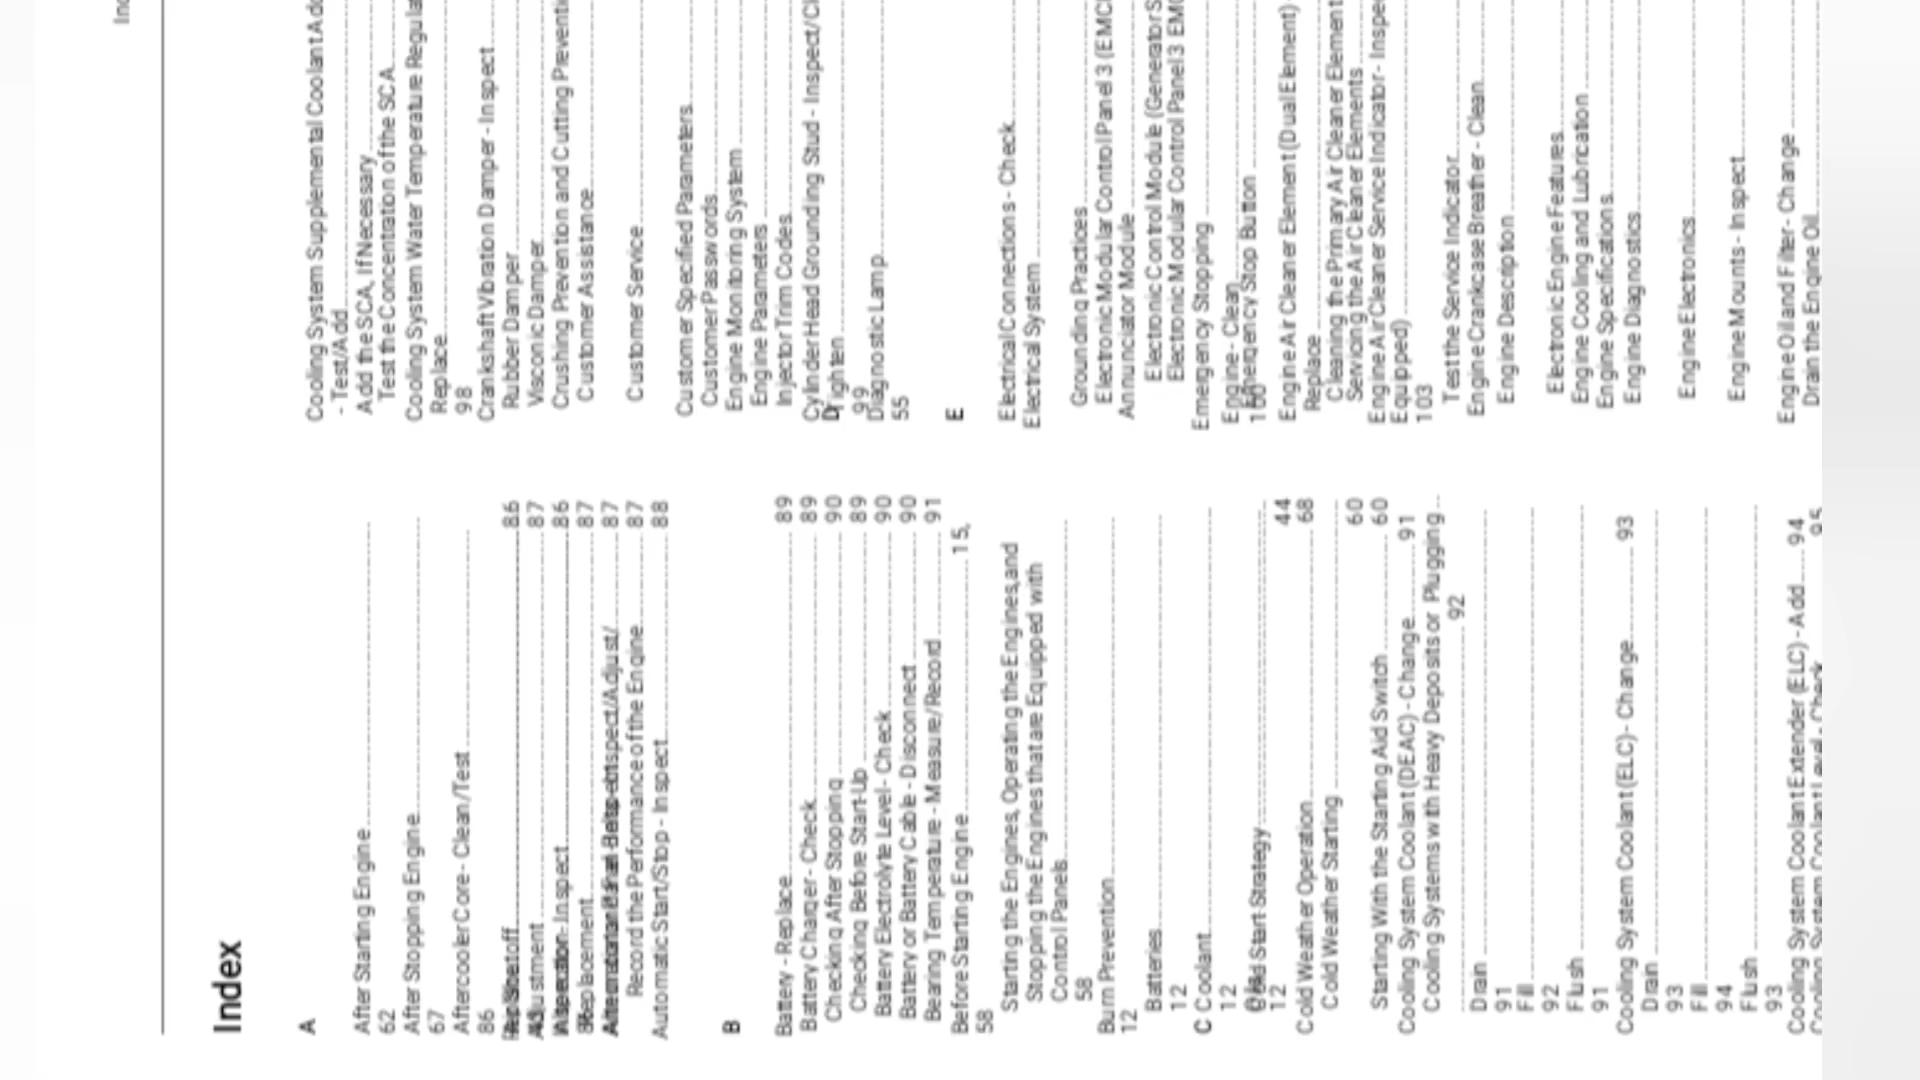 Index
A
After Starting Engine
62
After Stopping Engine
67
Aftercooler Core - Clean/Test
86
86
Adjustment 87
Inspect 86
Replacement 87
87
Record the Performance of the Engine 87
Automatic Start/Stop - Inspect 88
B
Battery - Replace 89
Battery Charger - Check 89
Checking After Stopping 90
Checking Before Start-Up 89
Battery Electrolyte Level - Check 90
Battery or Battery Cable - Disconnect 90
Bearing Temperature - Measure/Record 91
Before Starting Engine 15,
58
Starting the Engines, Operating the Engines, and
Stopping the Engines that are Equipped with
Control Panels
58
Burn Prevention
12
Batteries
12
C Coolant
12
Cold Start Strategy
12 44
Cold Weather Operation 68
Cold Weather Starting
60
Starting With the Starting Aid Switch 60
Cooling System Coolant (DEAC) - Change 91
Cooling Systems with Heavy Deposits or Plugging
92
Drain
91
Fill
92
Flush
91
Cooling System Coolant (ELC) - Change 93
Drain
93
Fill
94
Flush
93
Cooling System Coolant Extender (ELC) - Add 94
Cooling System Coolant Level - Check 95
Cooling System Supplemental Coolant
- Test/Add
Add the SCA, If Necessary
Test the Concentration of the SCA
Cooling System Water Temperature
Replace
98
Crankshaft Vibration Damper - Inspect
Rubber Damper
Visconic Damper
Crushing Prevention and Cutting
Customer Assistance
Customer Service
Customer Specified Parameters
Customer Passwords
Engine Monitoring System
Engine Parameters
Injector Trim Codes
Cylinder Head Grounding Stud -
D
Tighten
99
Diagnostic Lamp
55
E
Electrical Connections - Check
Electrical System
Grounding Practices
Electronic Modular Control Panel 3
Annunciator Module
Electronic Control Module
Electronic Modular Control Panel 3
Emergency Stopping
Engine - Clean
Emergency Stop Button
100
Engine Air Cleaner Element (Dual Element)
Replace
Cleaning the Primary Air Cleaner
Servicing the Air Cleaner Elements
Engine Air Cleaner Service Indicator -
Equipped)
103
Test the Service Indicator
Engine Crankcase Breather - Clean
Engine Description
Electronic Engine Features
Engine Cooling and Lubrication
Engine Specifications
Engine Diagnostics
Engine Electronics
Engine Mounts - Inspect
Engine Oil and Filter - Change
Drain the Engine Oil